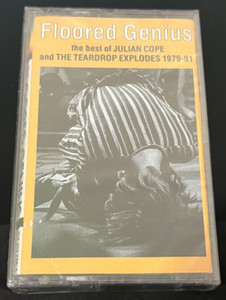 Floored Genius
the best of JULIAN COPE
and THE TEARDROP EXPLODES 1979-91